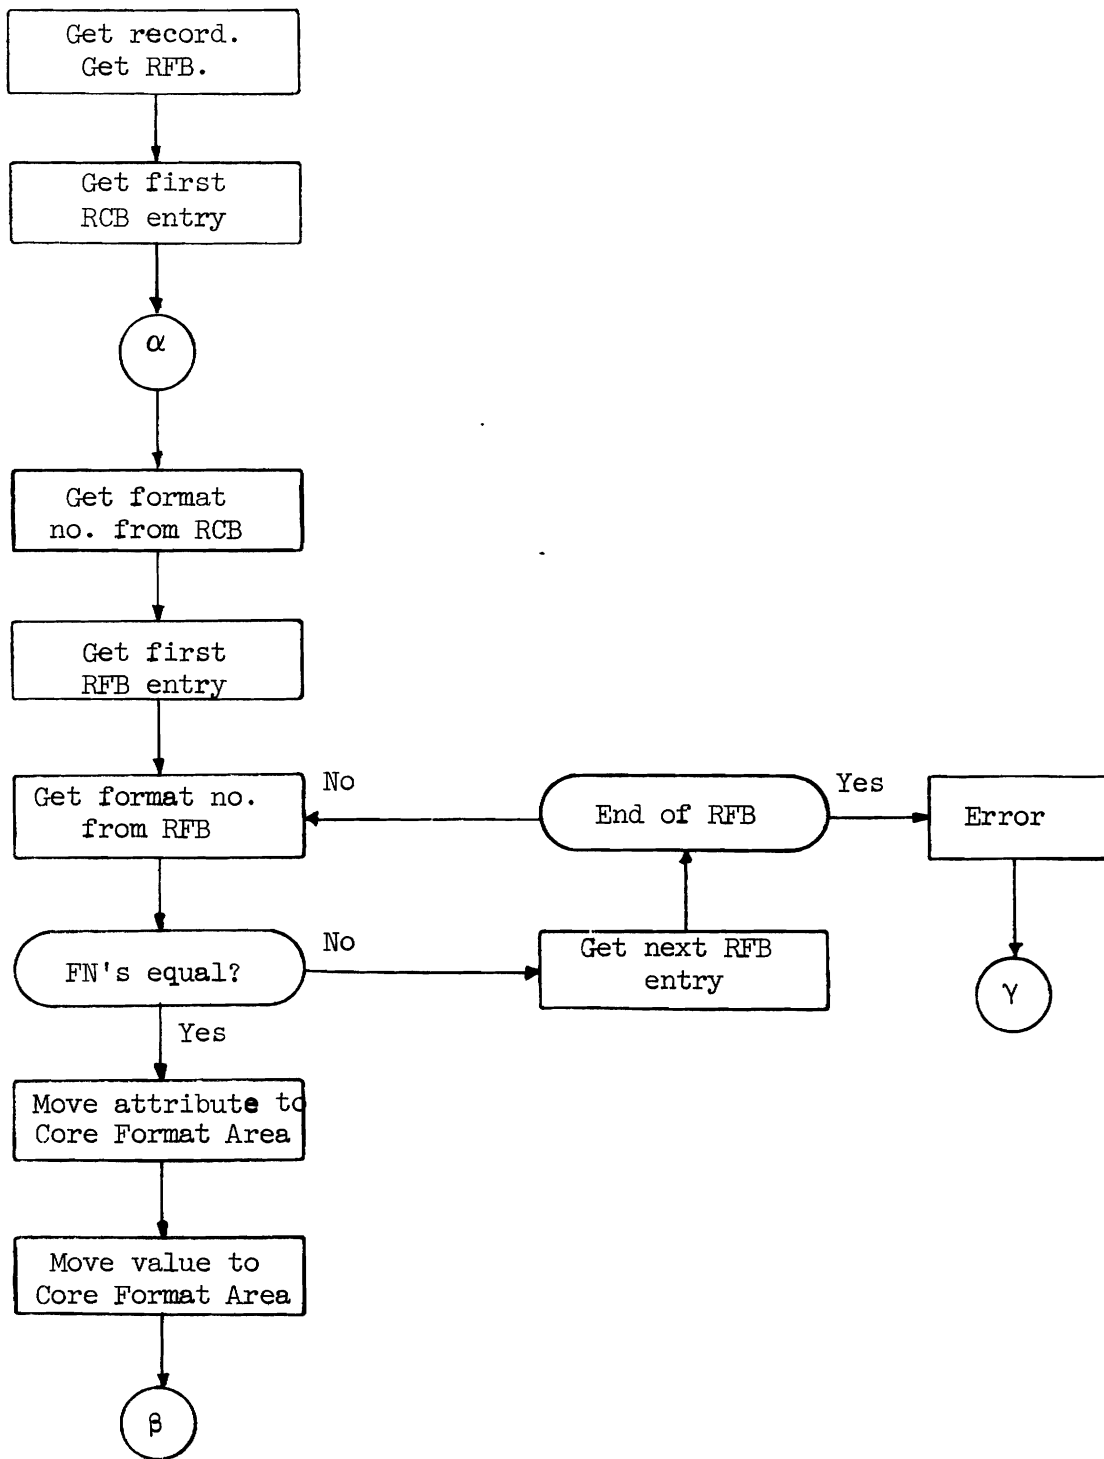 Get record.
Get RFB.
Get first
RCB entry
α
Get format
no. from RCB
Get first
RFB entry
Get format no.
from RFB
No
End of RFB
Yes
Error
FN's equal?
No
Get next RFB
entry
γ
Yes
Move attribute to
Core Format Area
Move value to
Core Format Area
β